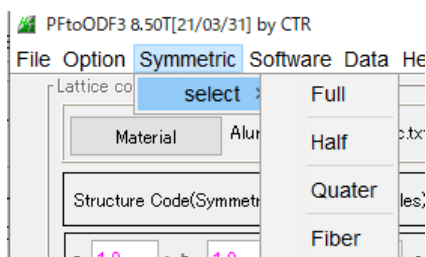 PFtoODF3 8.50T[21/03/31] by CTR
File Option Symmetric Software Data He
Lattice co
select > Full
Material Alu c.txt
Half
Structure Code(Symmetr les)
Quater
Fiber